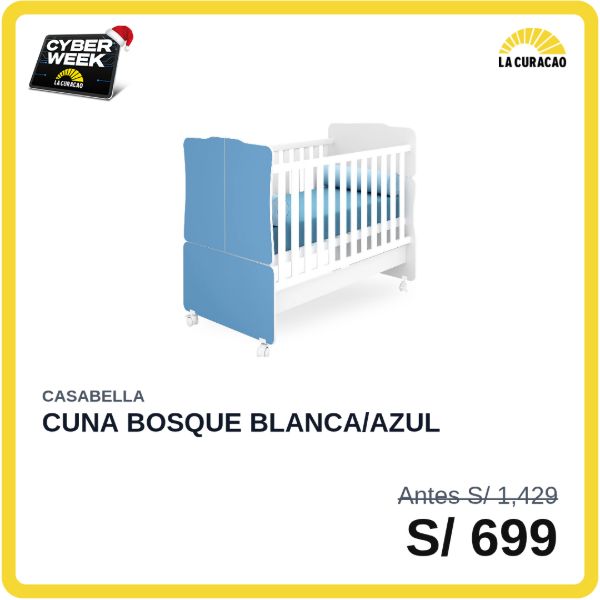 CYBER
WEEK
LA CURACAO
LA CURACAO
CASABELLA
CUNA BOSQUE BLANCA/AZUL
Antes S/ 1,429
S/ 699